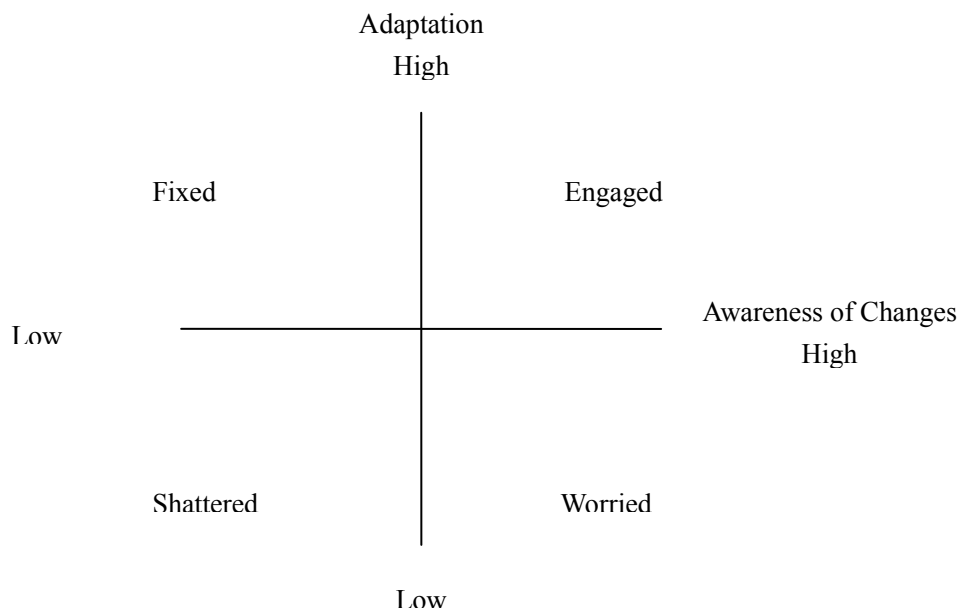 Adaptation
High
Fixed
Engaged
Low
Awareness of Changes
High
Shattered
Worried
Low